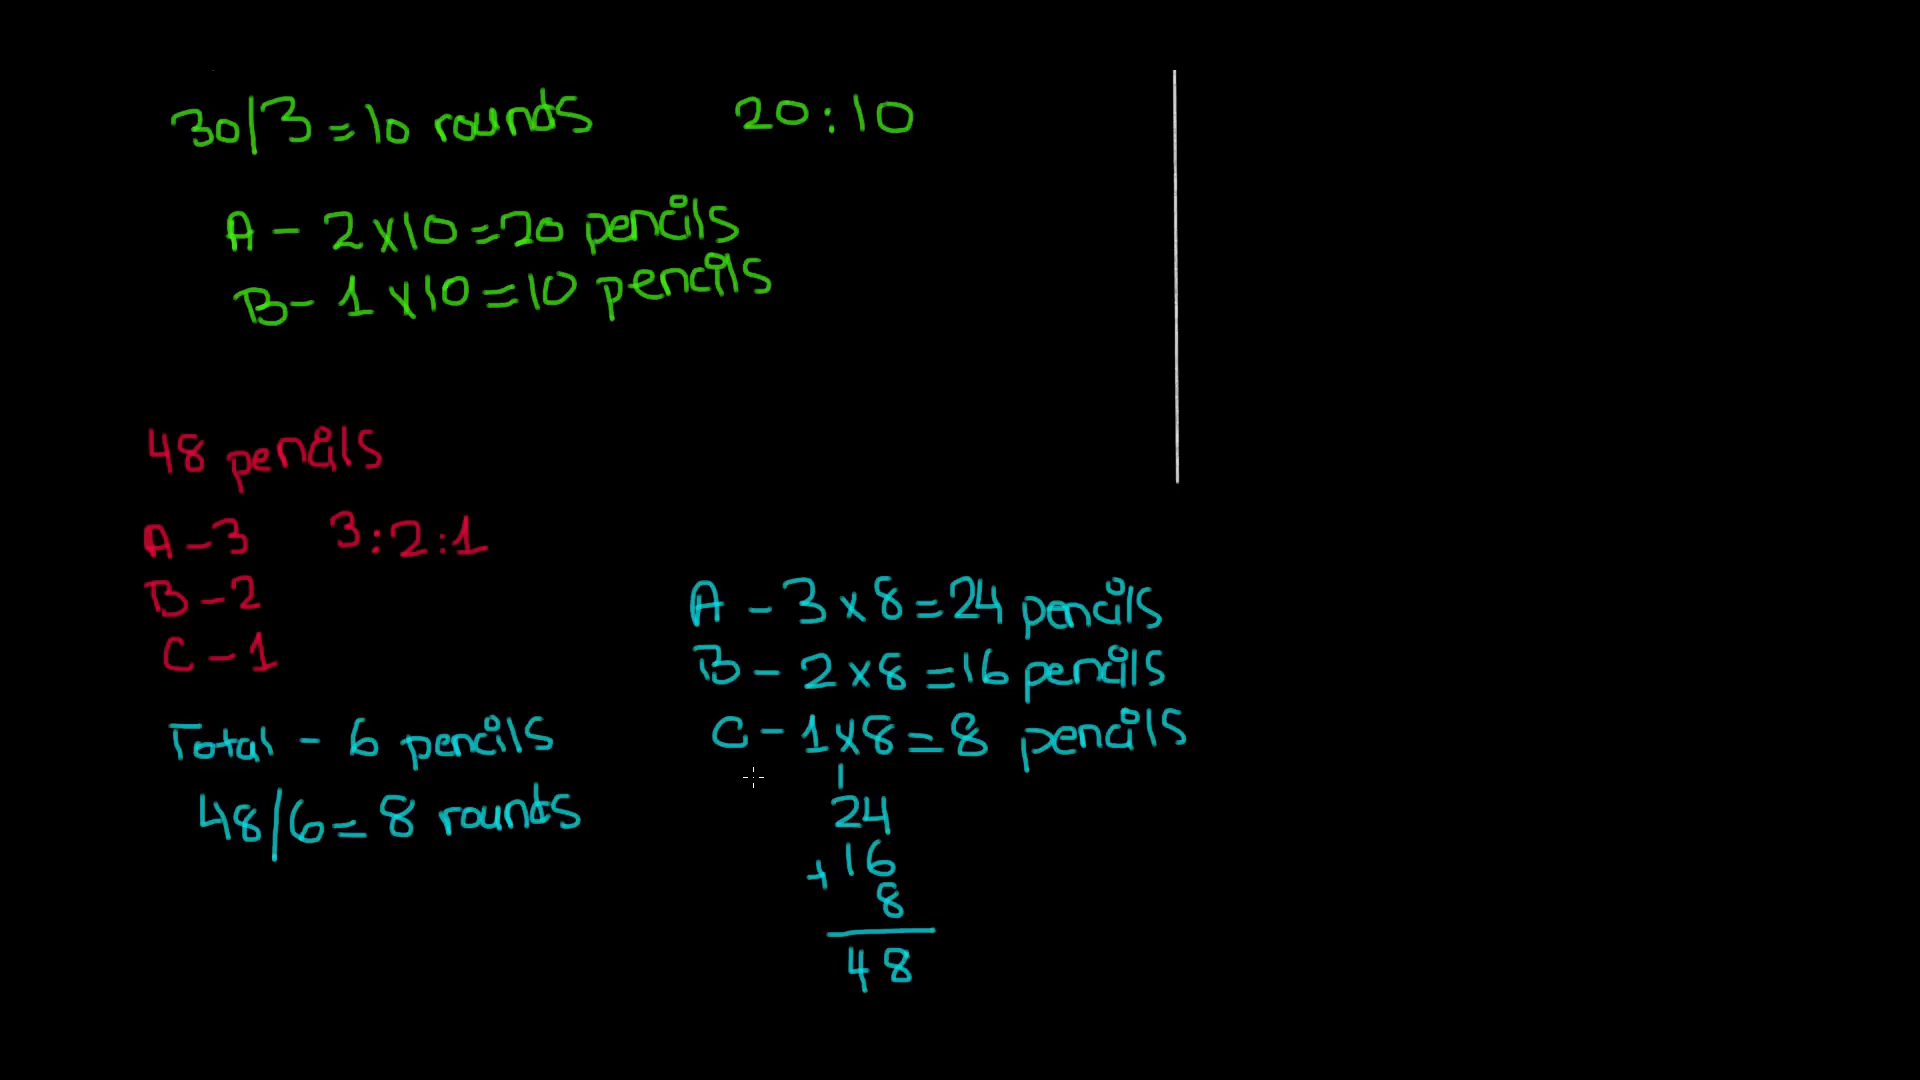 30/3 = 10 rounds 20:10
A - 2 x 10 = 20 pencils
B - 1 x 10 = 10 pencils
48 pencils
A - 3 3:2:1
B - 2
C - 1
Total - 6 pencils
48/6 = 8 rounds
A - 3 x 8 = 24 pencils
B - 2 x 8 = 16 pencils
C - 1 x 8 = 8 pencils
1
24
+ 16
8
48